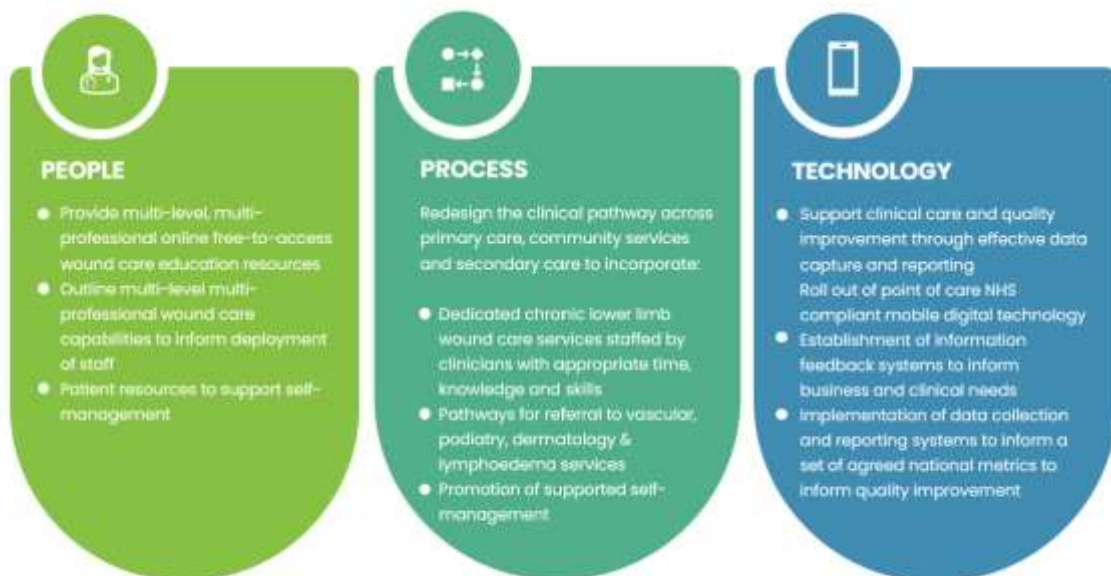 PEOPLE
Provide multi-level, multi-
professional online free-to-access
wound care education resources
Outline multi-level multi-
professional wound care
capabilities to inform deployment
of staff
Patient resources to support self-
management
PROCESS
Redesign the clinical pathway across
primary care, community services
and secondary care to incorporate:
Dedicated chronic lower limb
wound care services staffed by
clinicians with appropriate time,
knowledge and skills
Pathways for referral to vascular,
podiatry, dermatology &
lymphoedema services
Promotion of supported self-
management
TECHNOLOGY
Support clinical care and quality
improvement through effective data
capture and reporting
Roll out of point of care NHS
compliant mobile digital technology
Establishment of information
feedback systems to inform
business and clinical needs
Implementation of data collection
and reporting systems to inform a
set of agreed national metrics to
inform quality improvement